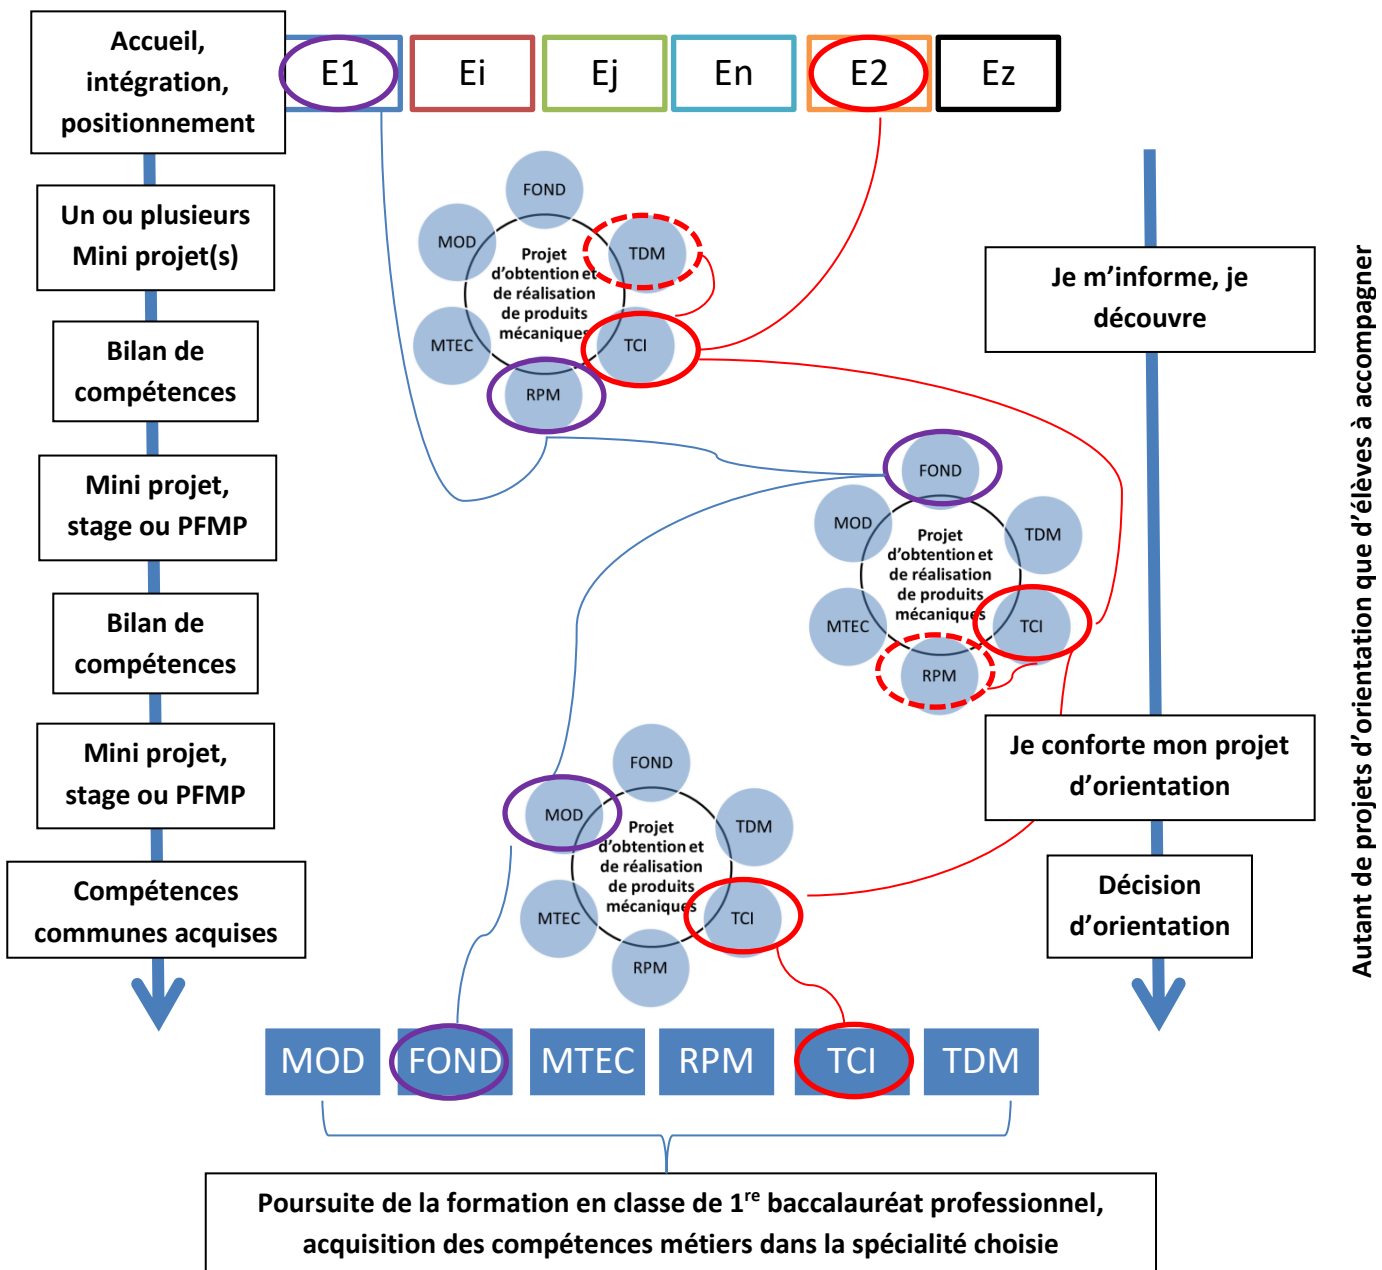 Accueil,
intégration,
positionnement
E1
Ei
Ej
En
E2
Ez
Un ou plusieurs
Mini projet(s)
Bilan de
compétences
Mini projet,
stage ou PFMP
Bilan de
compétences
Mini projet,
stage ou PFMP
Compétences
communes acquises
FOND
MOD
TDM
Projet
d'obtention et
de réalisation
de produits
mécaniques
MTEC
TCI
RPM
FOND
MOD
TDM
Projet
d'obtention et
de réalisation
de produits
mécaniques
MTEC
TCI
RPM
FOND
MOD
TDM
Projet
d'obtention et
de réalisation
de produits
mécaniques
MTEC
TCI
RPM
Je m’informe, je
découvre
Je conforte mon projet
d’orientation
Décision
d’orientation
Autant de projets d’orientation que d’élèves à accompagner
MOD
FOND
MTEC
RPM
TCI
TDM
Poursuite de la formation en classe de 1re baccalauréat professionnel,
acquisition des compétences métiers dans la spécialité choisie